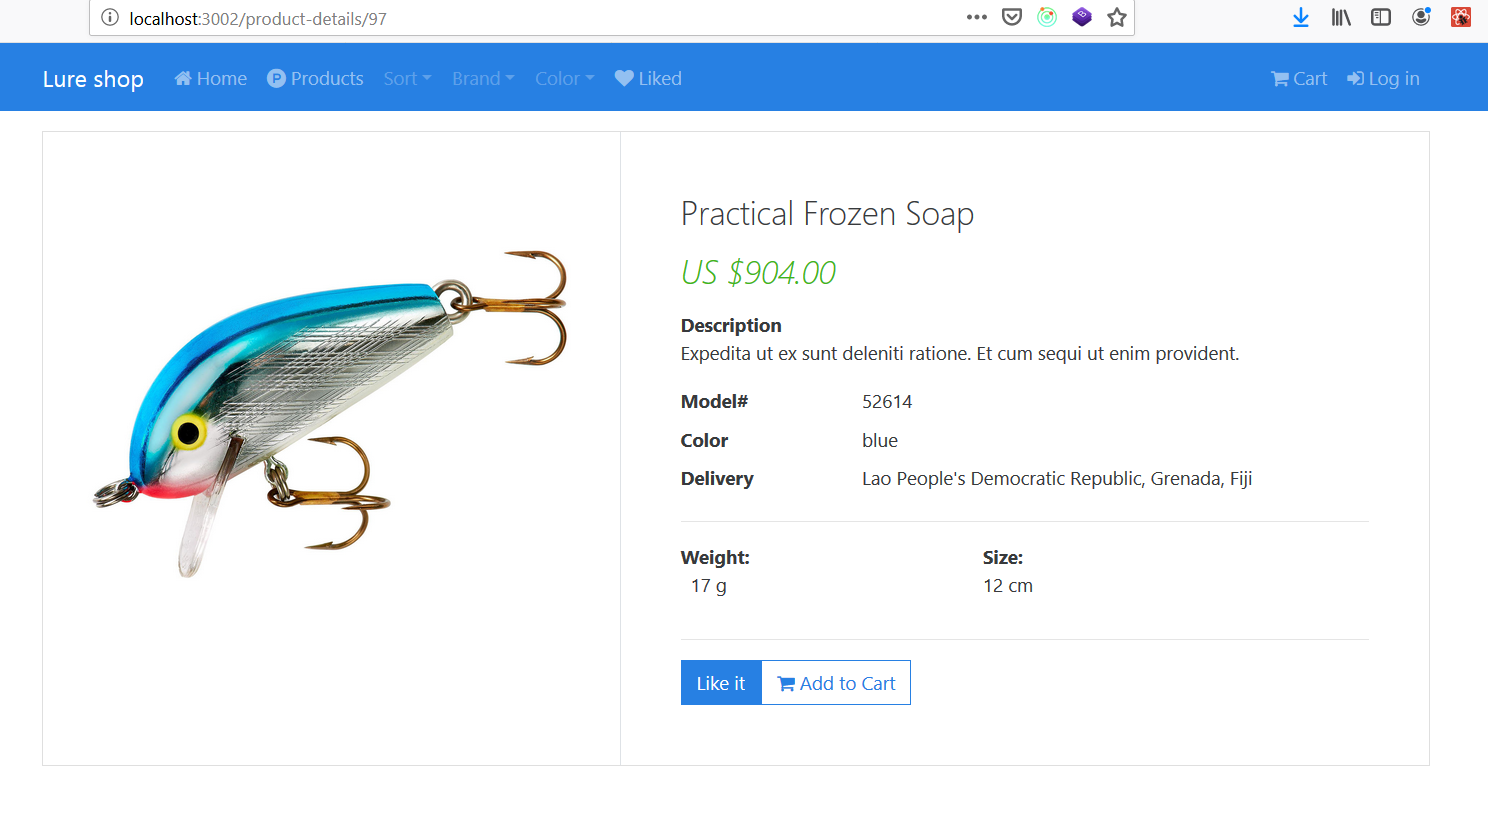 localhost:3002/product-details/97
Lure shop Home Products Sort Brand Color Liked Cart Log in
Practical Frozen Soap
US $904.00
Description
Expedita ut ex sunt deleniti ratione. Et cum sequi ut enim provident.
Model# 52614
Color blue
Delivery Lao People's Democratic Republic, Grenada, Fiji
Weight: Size:
17 g 12 cm
Like it Add to Cart